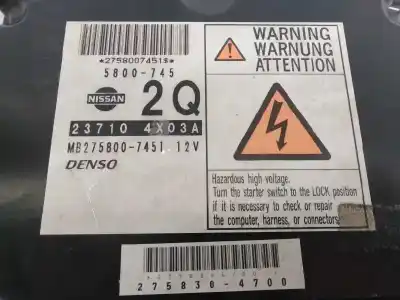 *2758007451$*
5800-745
NISSAN
2Q
23710 4X03A
MB275800-7451 12V
DENSO
WARNING
WARNUNG
ATTENTION
Hazardous high voltage.
Turn the starter switch to the LOCK position
if it is necessary to check or repair
the computer, harness, or connectors.
275836-4700